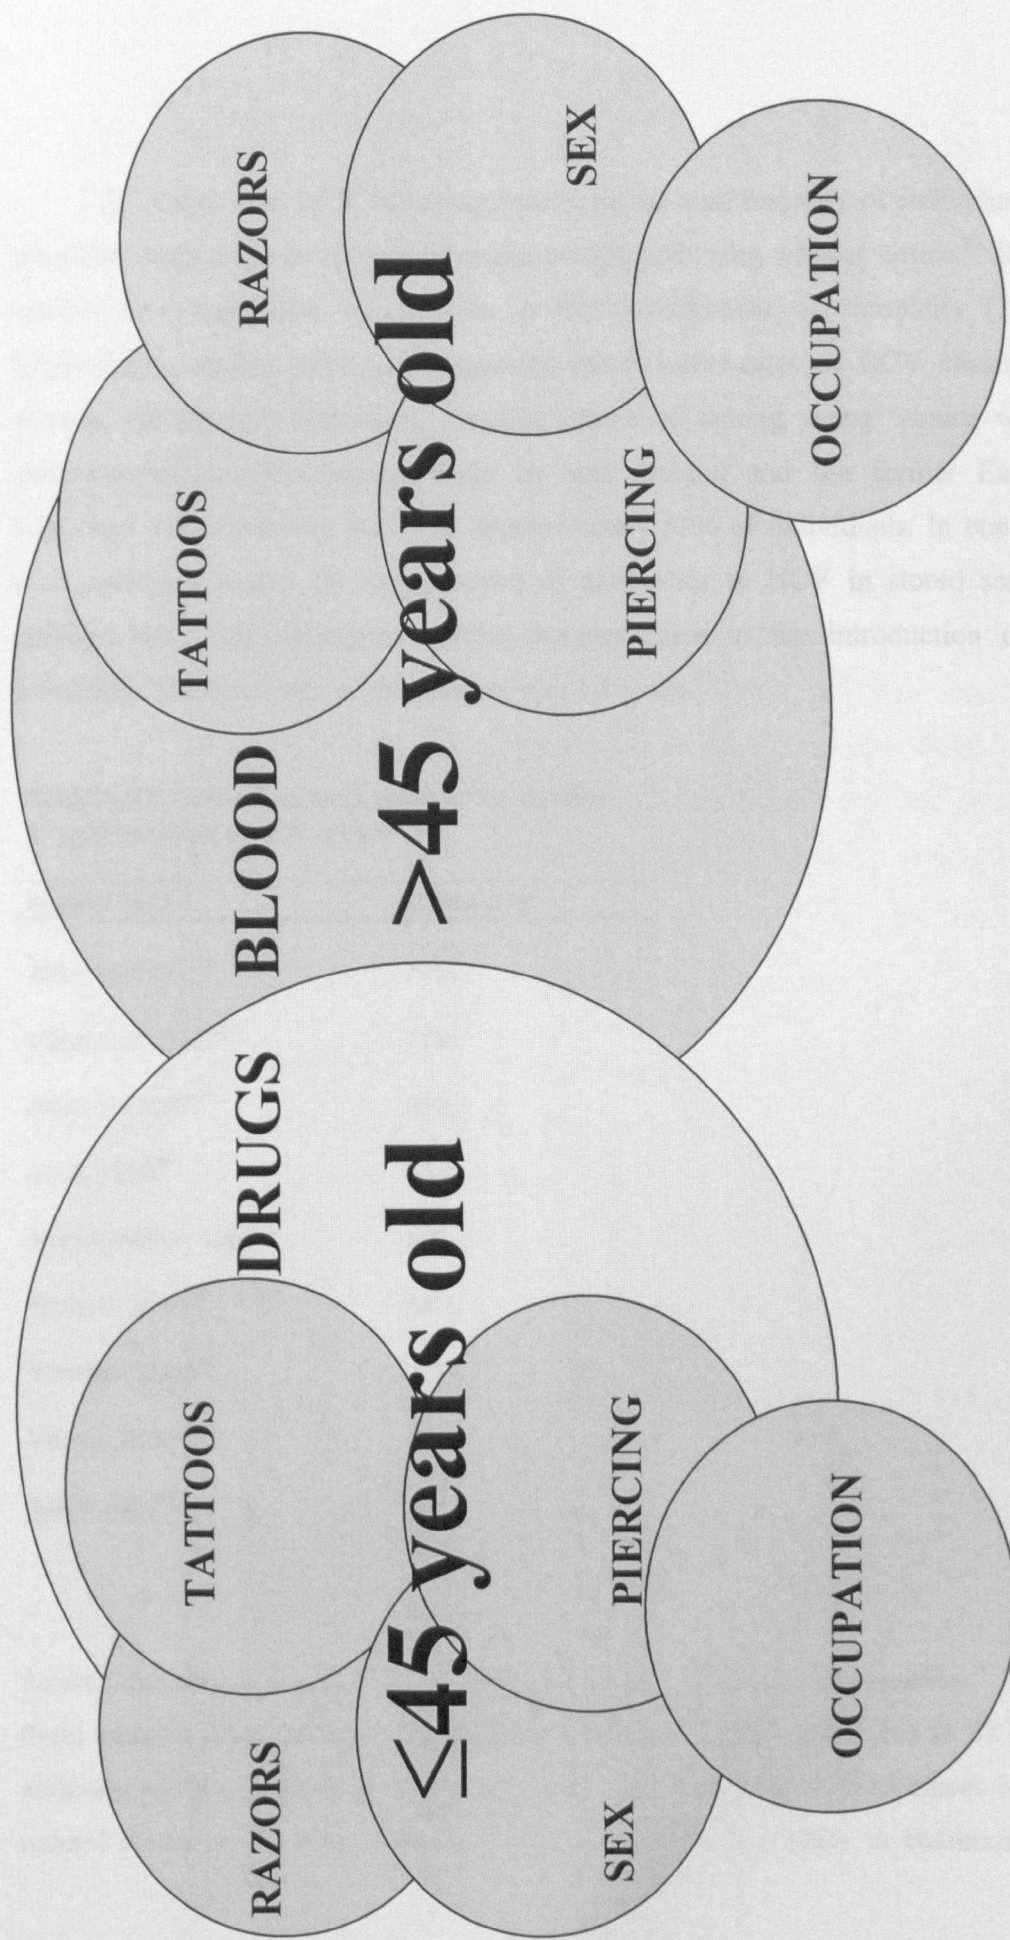 RAZORS
TATTOOS
DRUGS
≤45 years old
SEX
PIERCING
OCCUPATION
BLOOD
TATTOOS
RAZORS
>45 years old
PIERCING
SEX
OCCUPATION